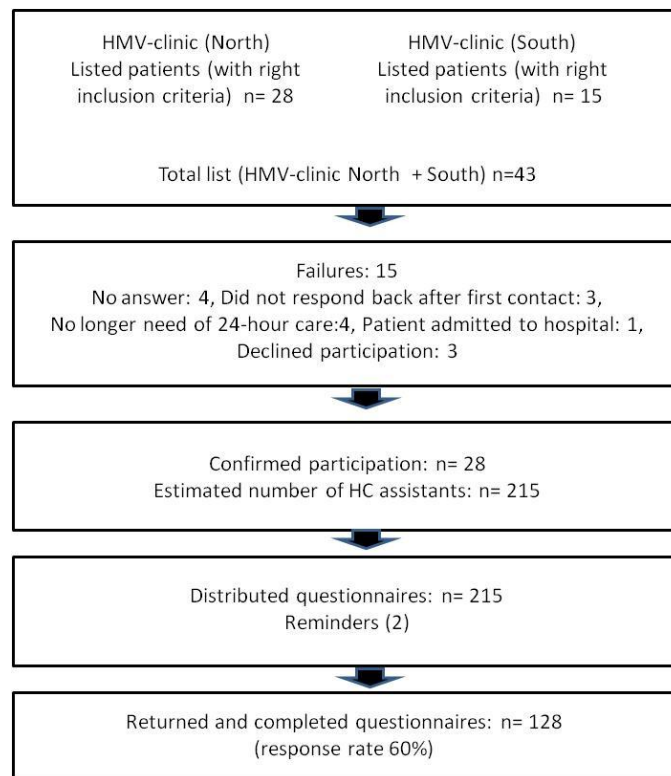 HMV-clinic (North)
Listed patients (with right
inclusion criteria) n= 28
HMV-clinic (South)
Listed patients (with right
inclusion criteria) n= 15
Total list (HMV-clinic North + South) n=43
Failures: 15
No answer: 4, Did not respond back after first contact: 3,
No longer need of 24-hour care:4, Patient admitted to hospital: 1,
Declined participation: 3
Confirmed participation: n= 28
Estimated number of HC assistants: n= 215
Distributed questionnaires: n= 215
Reminders (2)
Returned and completed questionnaires: n= 128
(response rate 60%)